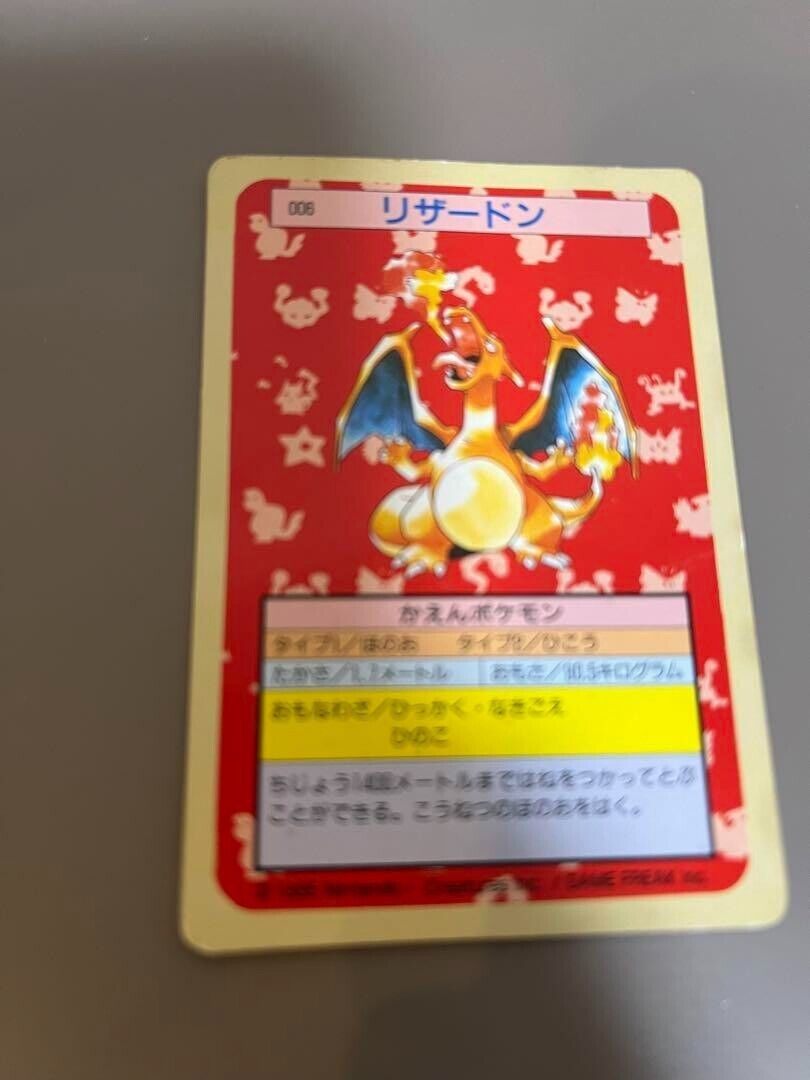 006 リザードン
かえんポケモン
タイプ1/ほのお タイプ2/ひこう
たかさ/1.7メートル おもさ/90.5キログラム
おもなわざ/ひっかく・なきごえ
ひのこ
ちじょう1400メートルまではねをつかってとぶ
ことができる。こうねつのほのおをはく。
© 1995 Nintendo / Creatures inc. / GAME FREAK inc.